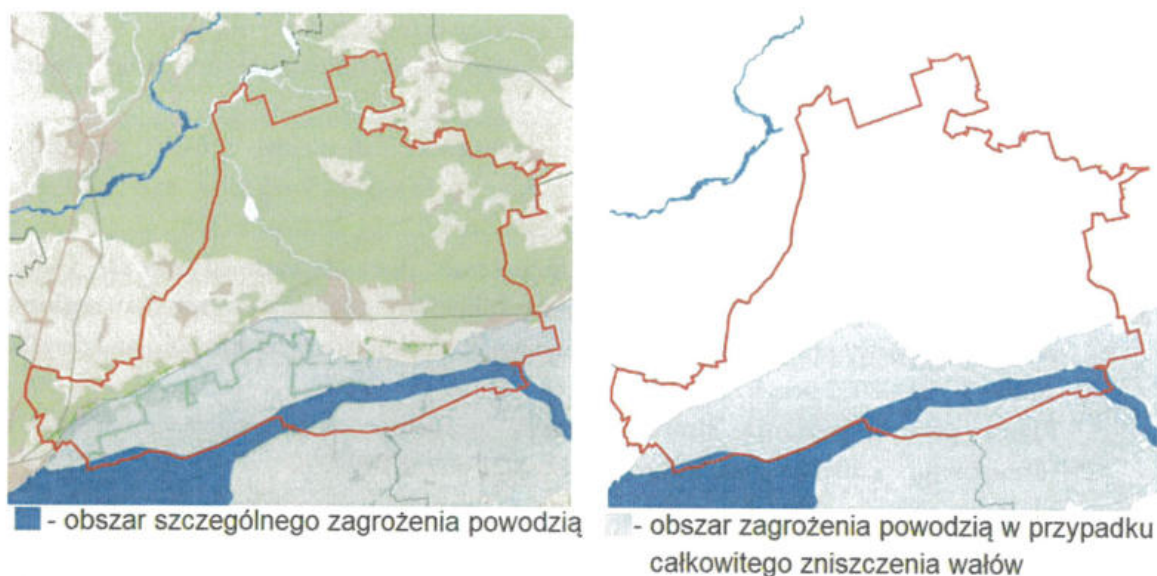 - obszar szczególnego zagrożenia powodzią
- obszar zagrożenia powodzią w przypadku
całkowitego zniszczenia wałów